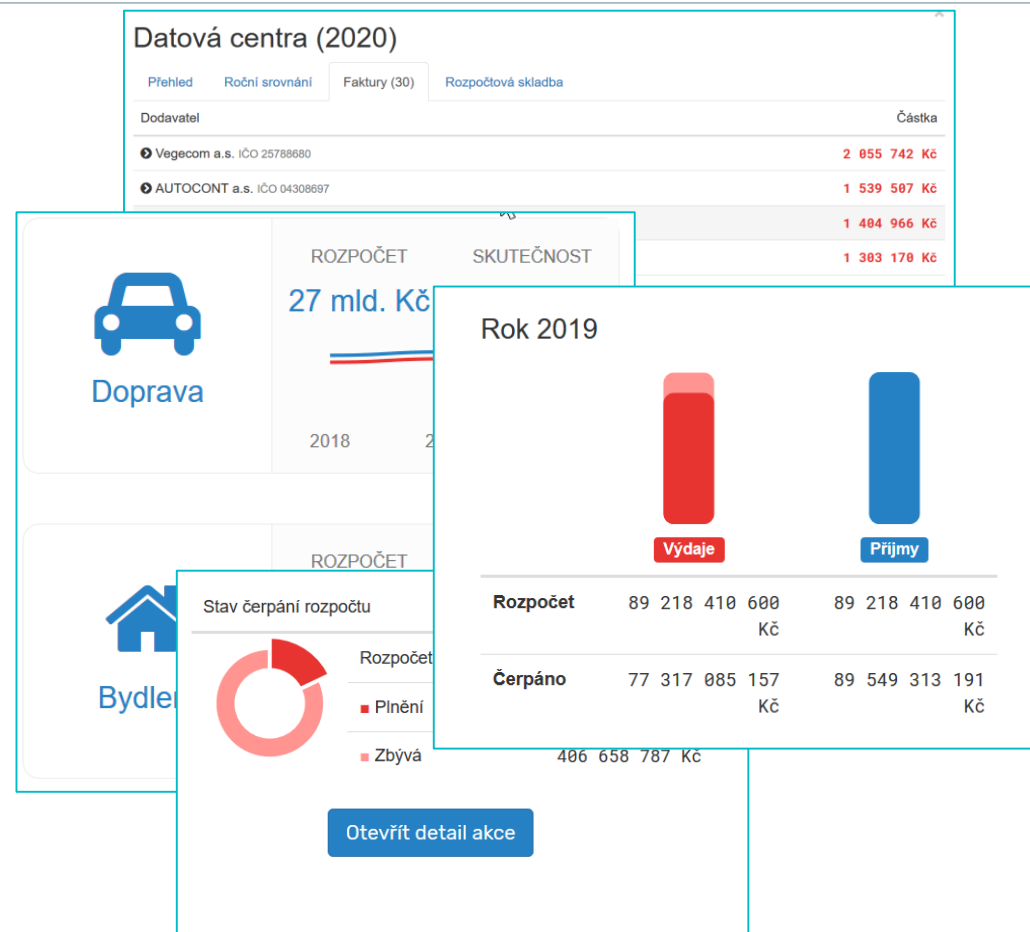 Datová centra (2020)
Přehled Roční srovnání Faktury (30) Rozpočtová skladba
Dodavatel Částka
Vegecom a.s. IČO 25788680 2 055 742 Kč
AUTOCONT a.s. IČO 04308697 1 539 507 Kč
1 404 966 Kč
1 303 170 Kč
ROZPOČET SKUTEČNOST
27 mld. Kč
Doprava
2018 2
ROZPOČET
Bydle
Rok 2019
Výdaje Příjmy
Rozpočet 89 218 410 600 89 218 410 600
Kč Kč
Čerpáno 77 317 085 157 89 549 313 191
Kč Kč
Stav čerpání rozpočtu
Rozpočet
Plnění
Zbývá 406 658 787 Kč
Otevřít detail akce